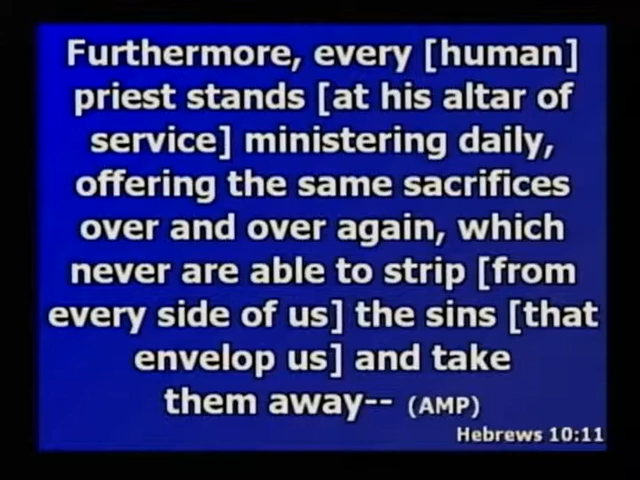 Furthermore, every [human]
priest stands [at his altar of
service] ministering daily,
offering the same sacrifices
over and over again, which
never are able to strip [from
every side of us] the sins [that
envelop us] and take
them away-- (AMP)
Hebrews 10:11